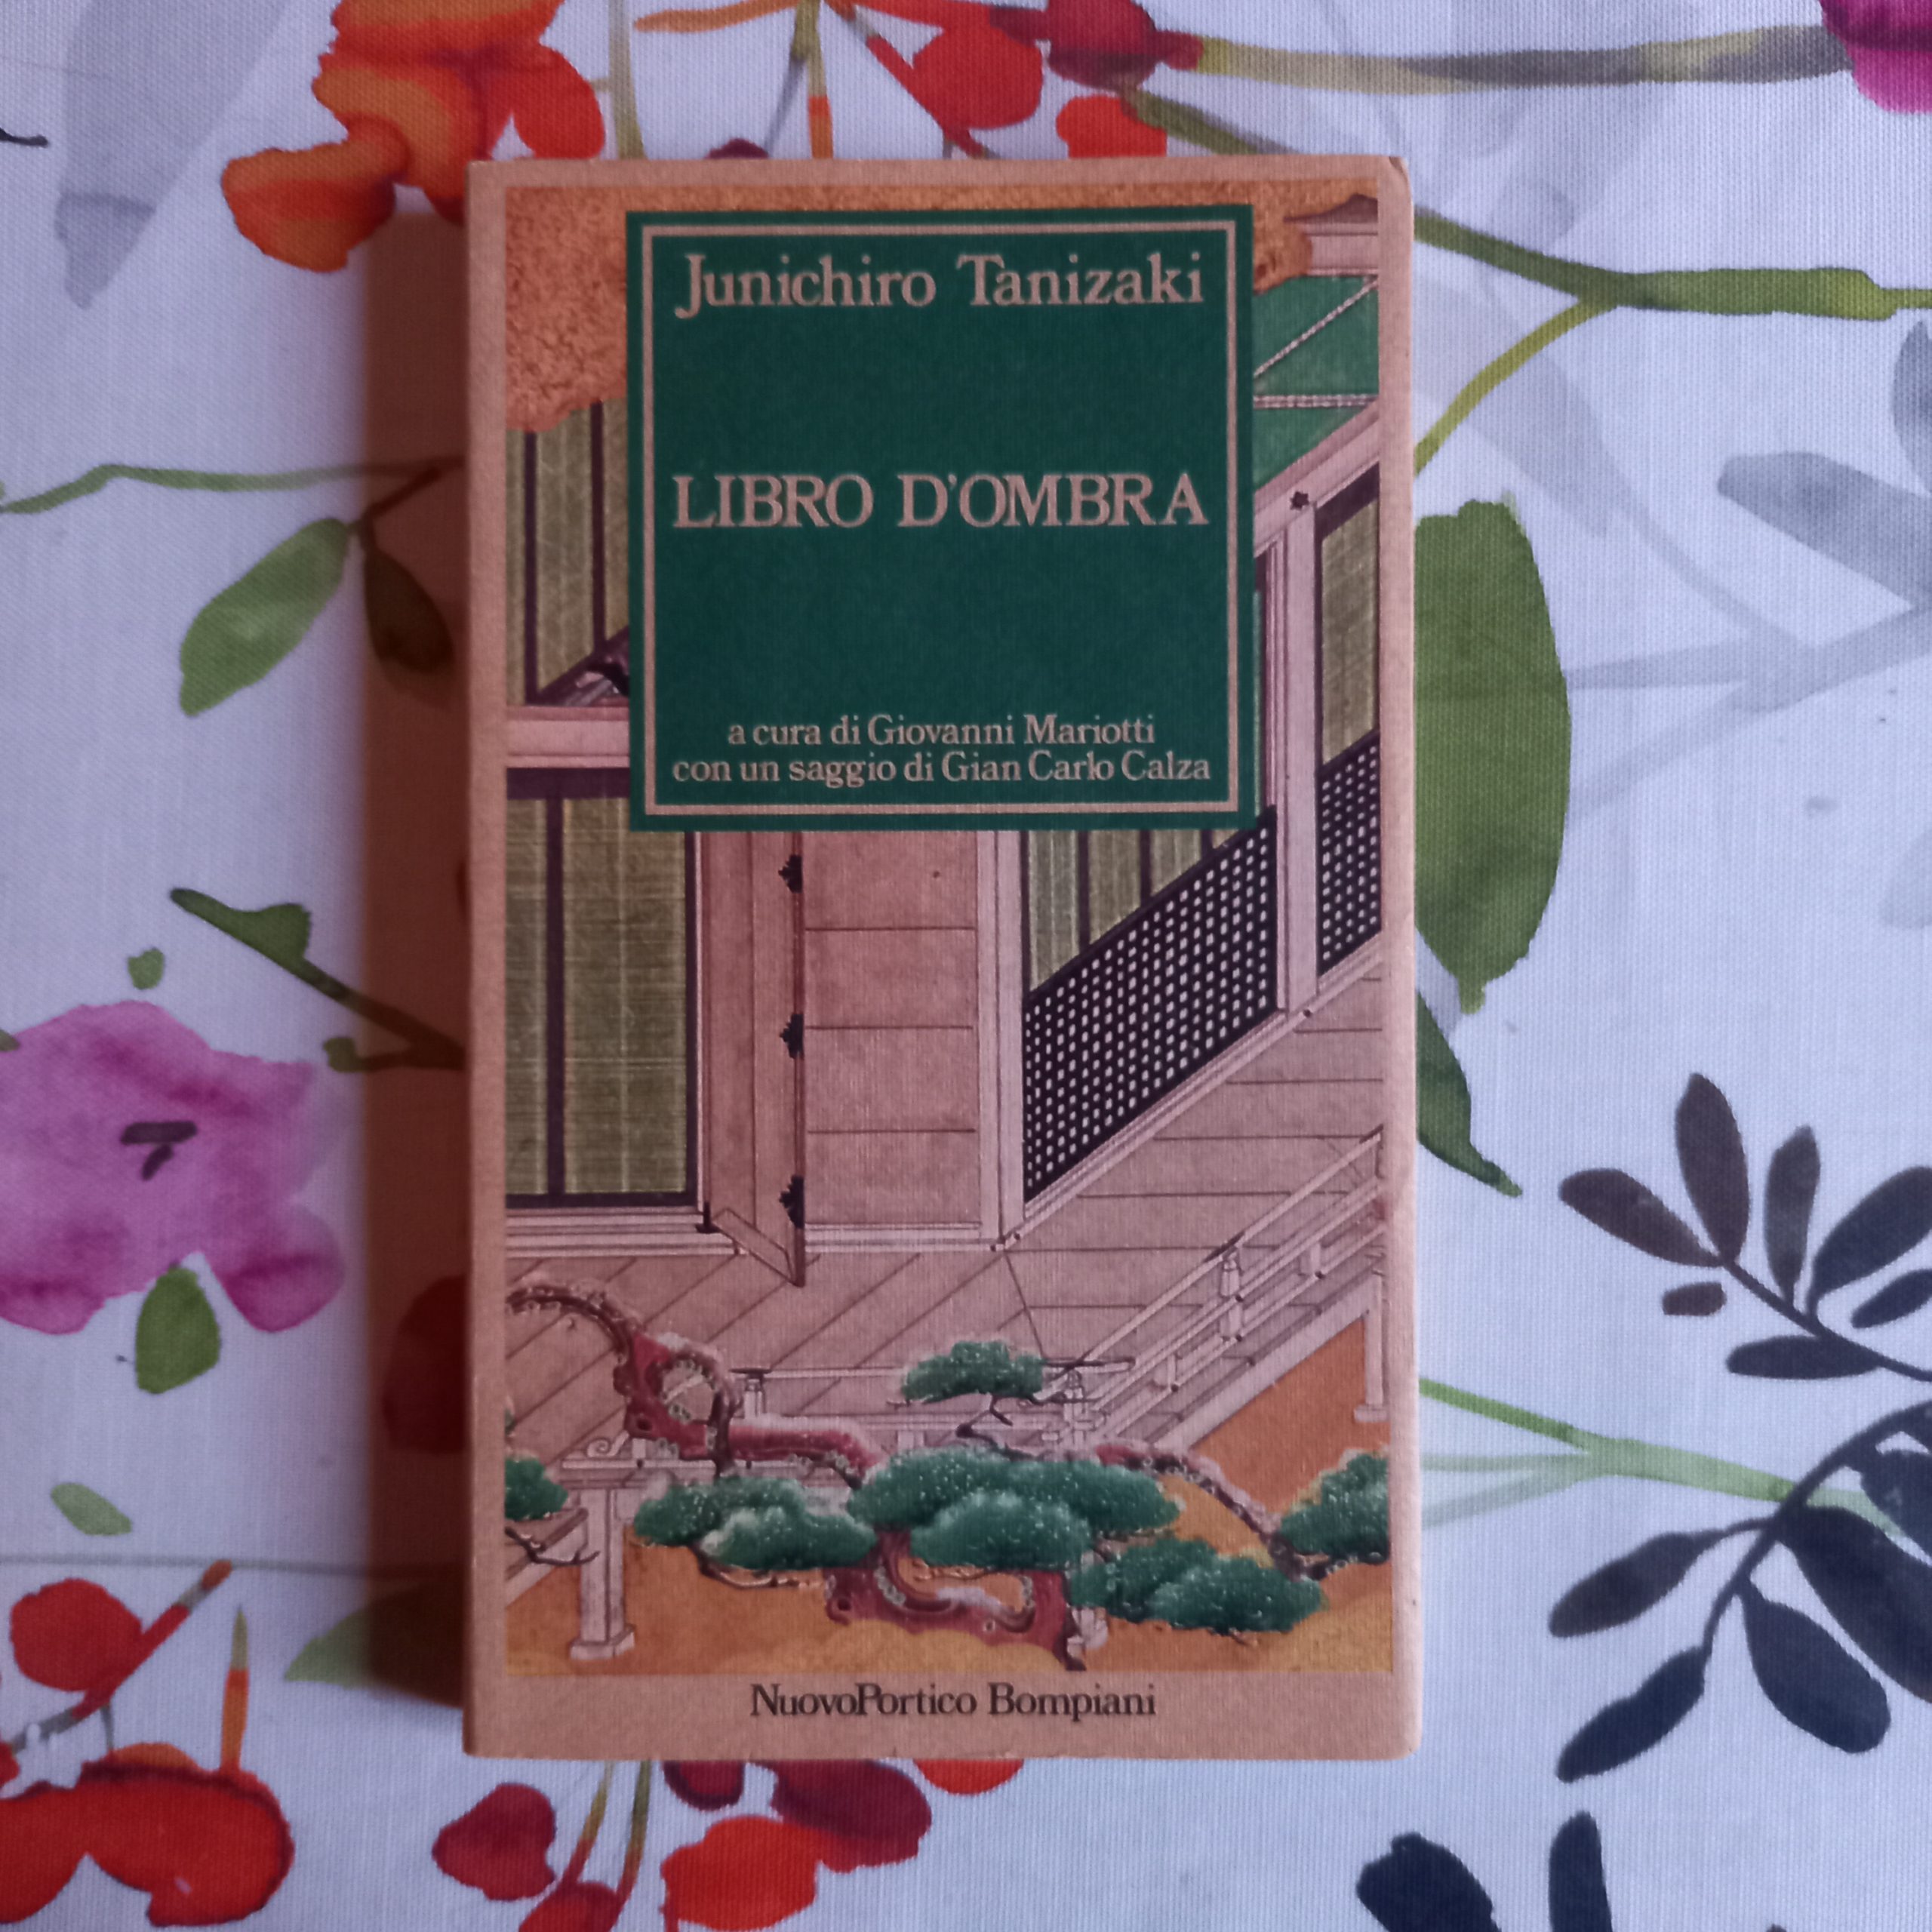 Junichiro Tanizaki
LIBRO D'OMBRA
a cura di Giovanni Mariotti
con un saggio di Gian Carlo Calza
NuovoPortico Bompiani